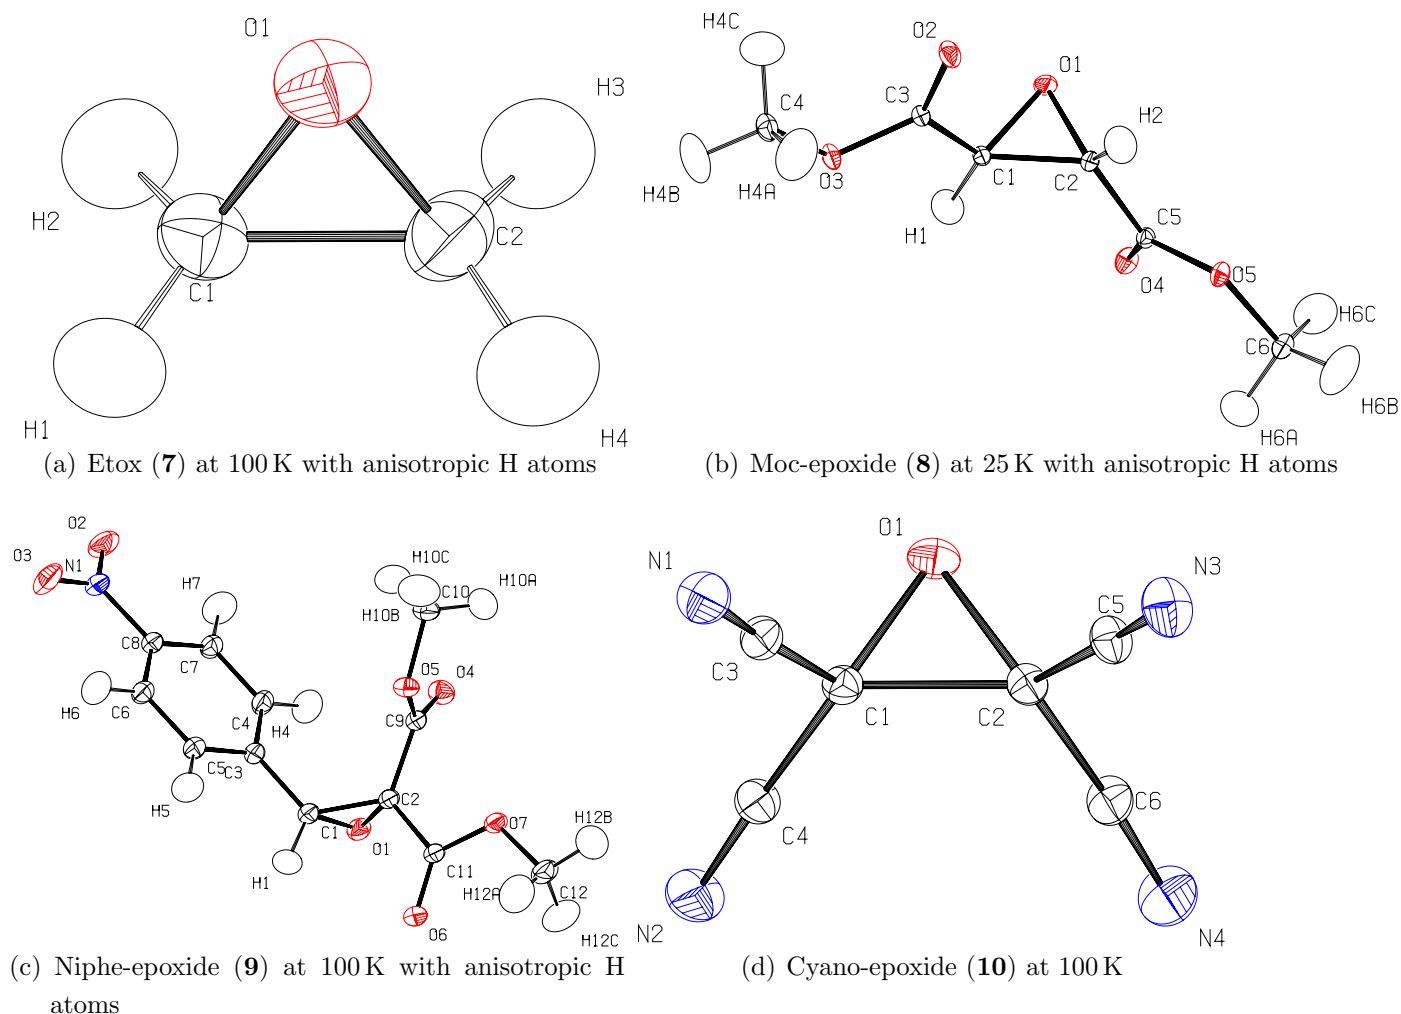 O1
H3
H2
C2
C1
H1
H4
(a) Etox (7) at 100 K with anisotropic H atoms
H4C
O2
O1
C3
C4
H2
H4B
H4A
O3
C1
C2
H1
C5
O4
O5
H6C
C6
H6B
H6A
(b) Moc-epoxide (8) at 25 K with anisotropic H atoms
O2
O3
N1
H7
H10C
C10
H10A
H10B
C8
C7
O5
O4
H6
C6
C4
H4
C9
C5
C3
H5
C2
C1
O1
O7
H12B
H1
C11
H12A
C12
O6
H12C
(c) Niphe-epoxide (9) at 100 K with anisotropic H
atoms
O1
N1
N3
C5
C3
C1
C2
C6
C4
N2
N4
(d) Cyano-epoxide (10) at 100 K